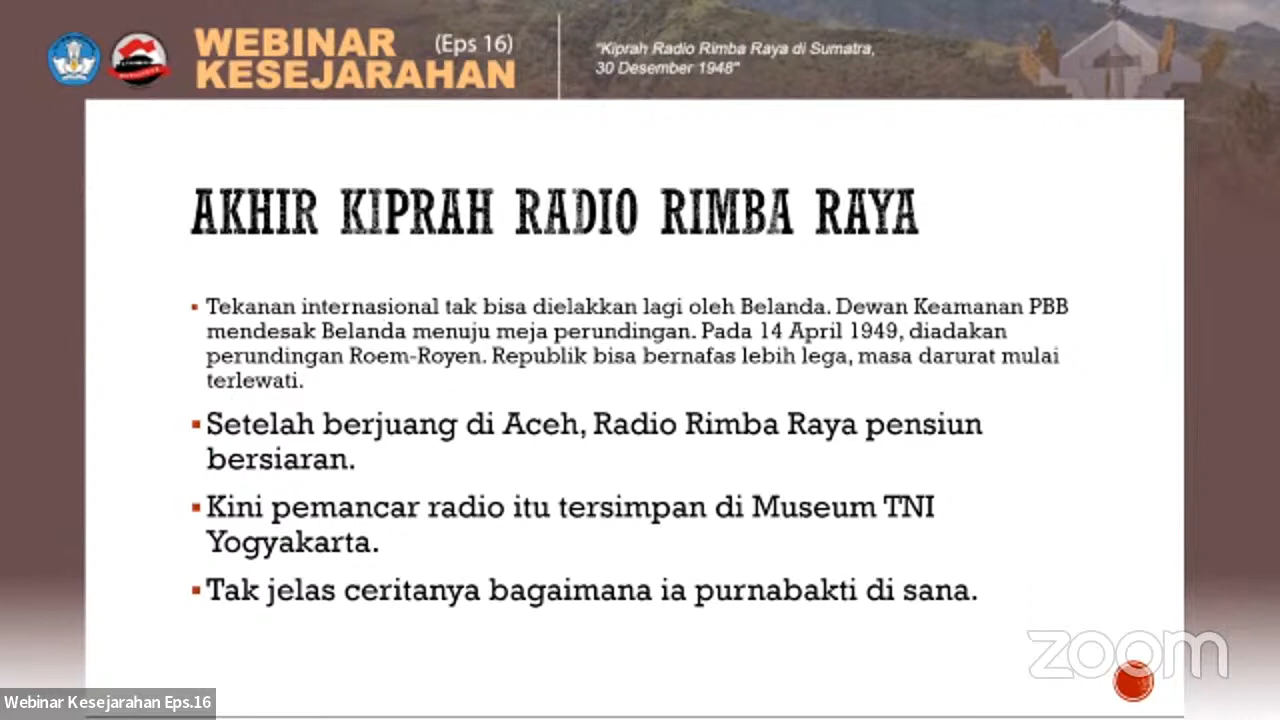 WEBINAR (Eps 16)
KESEJARAHAN
"Kiprah Radio Rimba Raya di Sumatra,
30 Desember 1948"
AKHIR KIPRAH RADIO RIMBA RAYA
Tekanan internasional tak bisa dielakkan lagi oleh Belanda. Dewan Keamanan PBB
mendesak Belanda menuju meja perundingan. Pada 14 April 1949, diadakan
perundingan Roem-Royen. Republik bisa bernafas lebih lega, masa darurat mulai
terlewati.
Setelah berjuang di Aceh, Radio Rimba Raya pensiun
bersiaran.
Kini pemancar radio itu tersimpan di Museum TNI
Yogyakarta.
Tak jelas ceritanya bagaimana ia purnabakti di sana.
zoom
Webinar Kesejarahan Eps.16